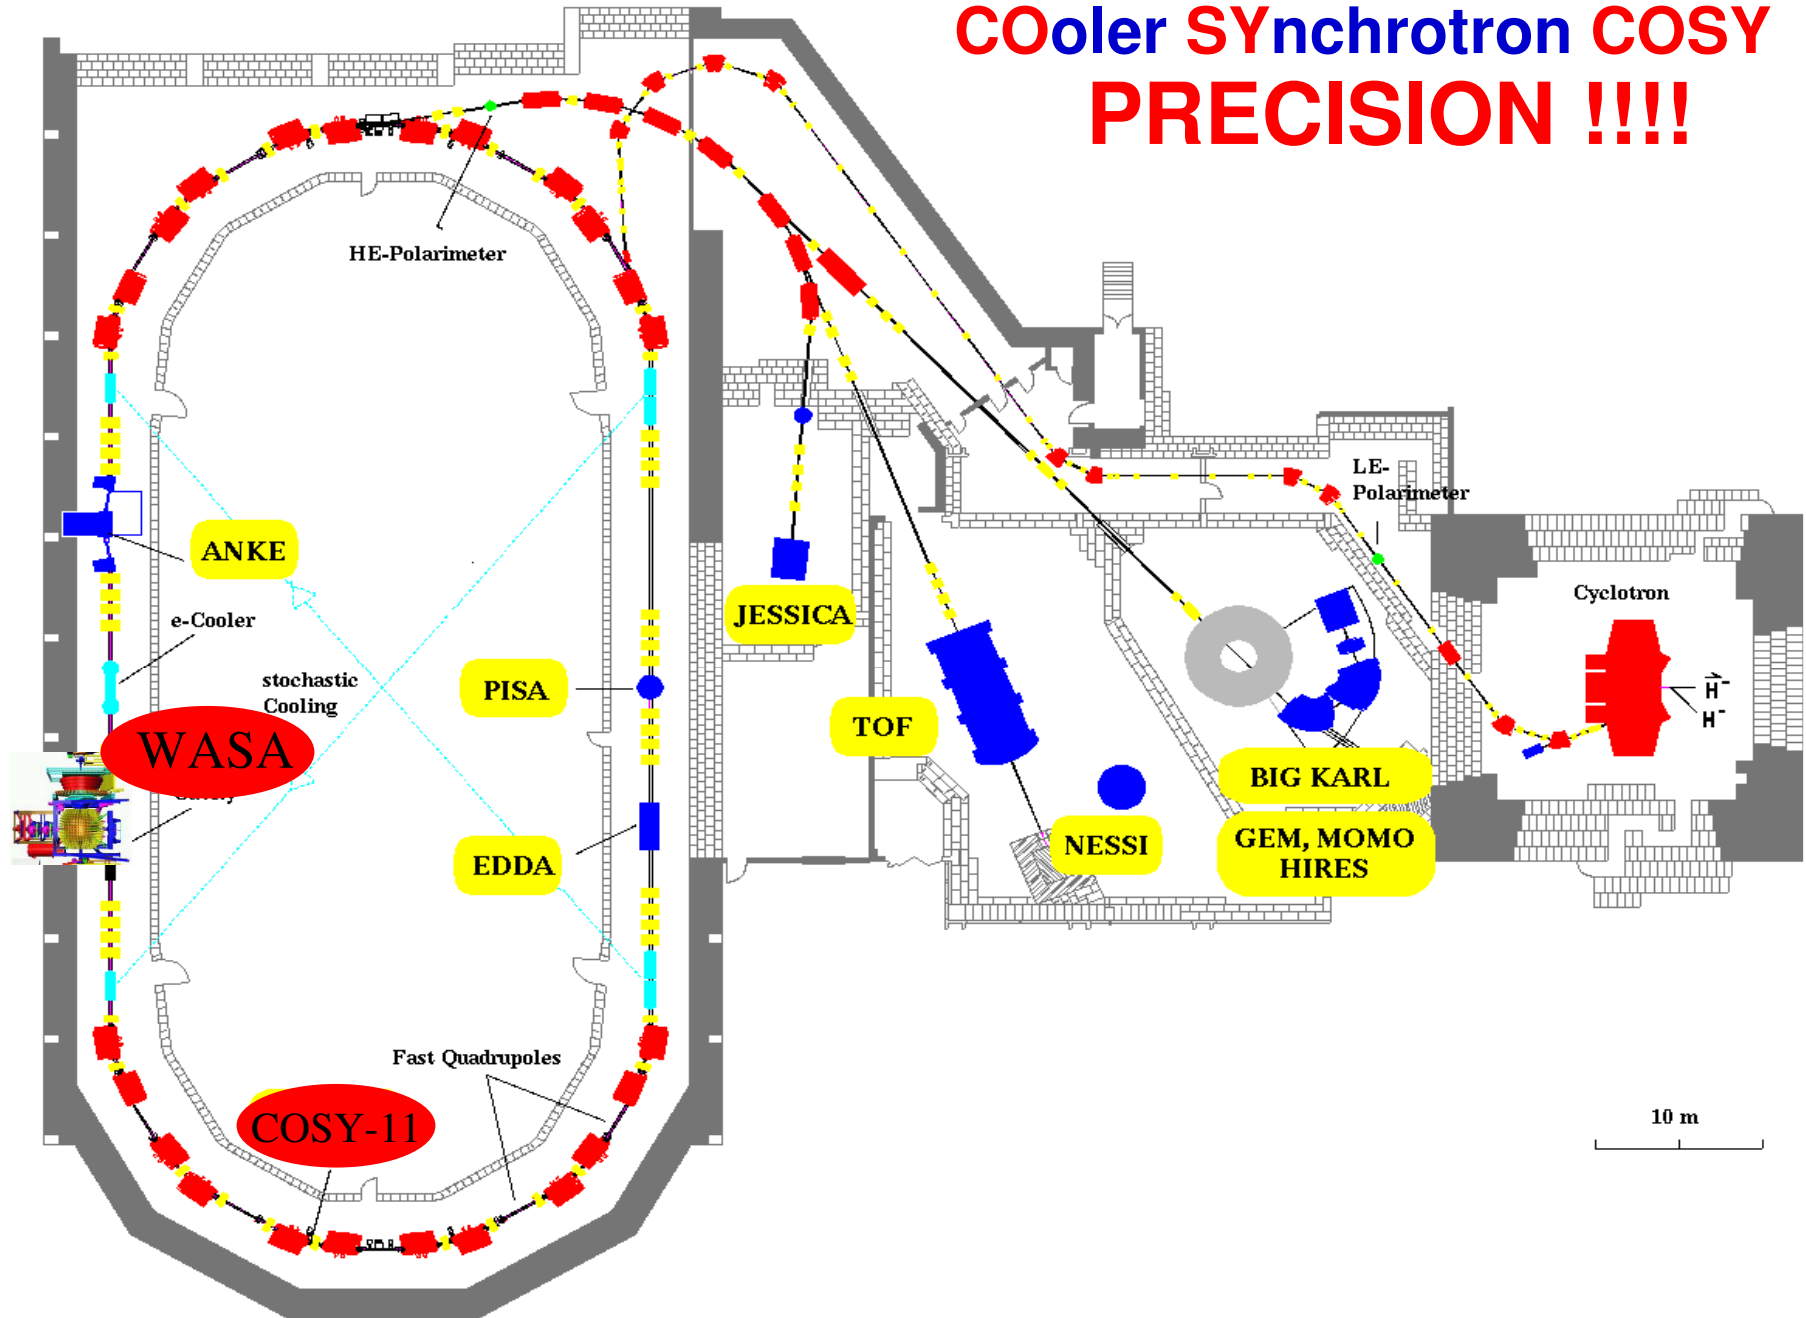 COoler SYnchrotron COSY
PRECISION !!!!
HE-Polarimeter
LE-
Polarimeter
ANKE
Cyclotron
JESSICA
e-Cooler
stochastic
Cooling
PISA
H⃗⁻
H⁻
TOF
WASA
BIG KARL
NESSI
GEM, MOMO
HIRES
EDDA
Fast Quadrupoles
COSY-11
10 m